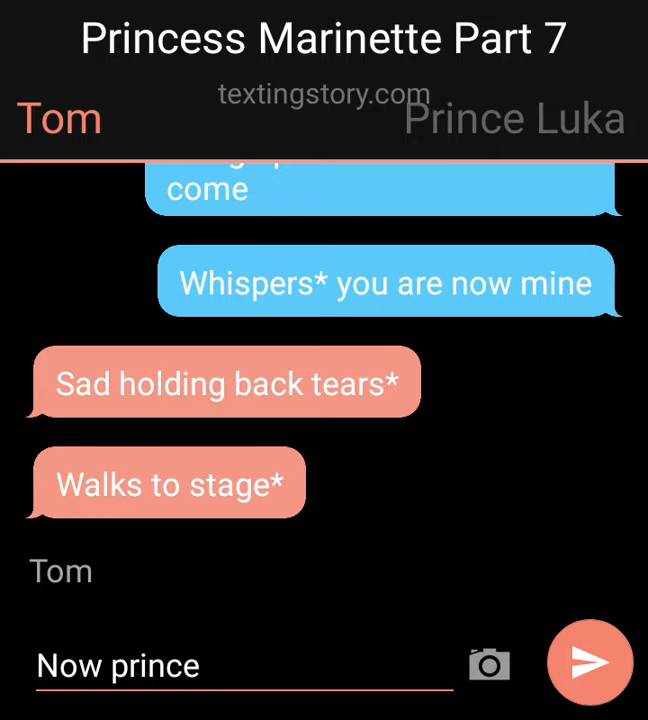 Princess Marinette Part 7
textingstory.com
Tom
Prince Luka
come
Whispers* you are now mine
Sad holding back tears*
Walks to stage*
Tom
Now prince